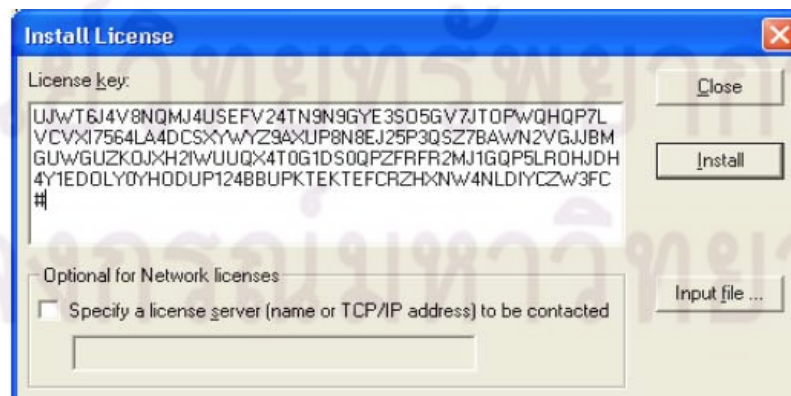 Install License
License key:
Close
UJWT6J4V8NQMJ4USEFV24TN9N9GYE3SO5GV7JTOPWQHQP7L
VCVXI7564LA4DCSXYWYZ9AXUP8N8EJ25P3QSZ7BAWN2VGJJBM
GUWGUZKOJXH2IWUUQX4T0G1DS0QPZFRFR2MJ1GQP5LROHJDH
4Y1EDOLY0YHODUP124BBUPKTEKTEFCRZHXNW4NLDIYCZW3FC
#
Install
Optional for Network licenses
Specify a license server (name or TCP/IP address) to be contacted
Input file ...